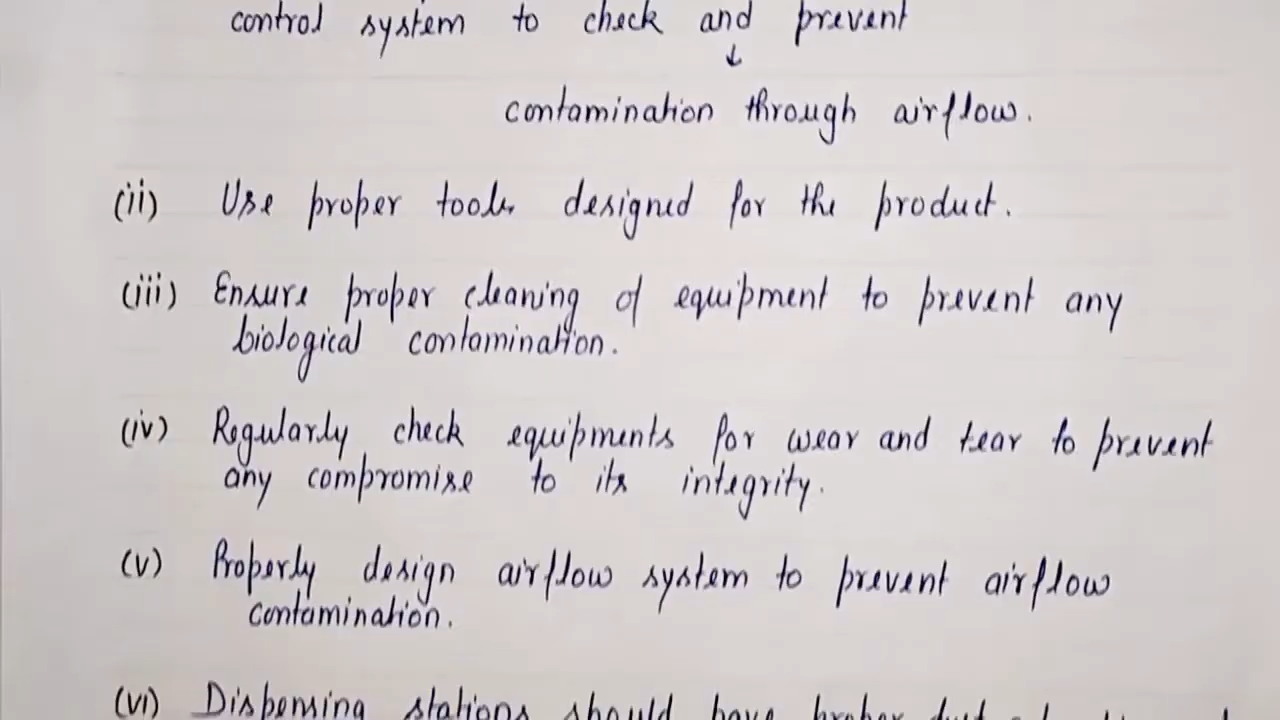 control system to check and prevent
↓
contamination through airflow.
(ii) Use proper tools designed for the product.
(iii) Ensure proper cleaning of equipment to prevent any
biological contamination.
(iv) Regularly check equipments for wear and tear to prevent
any compromise to its integrity.
(v) Properly design airflow system to prevent airflow
contamination.
(vi) Dispensing stations should have proper dust